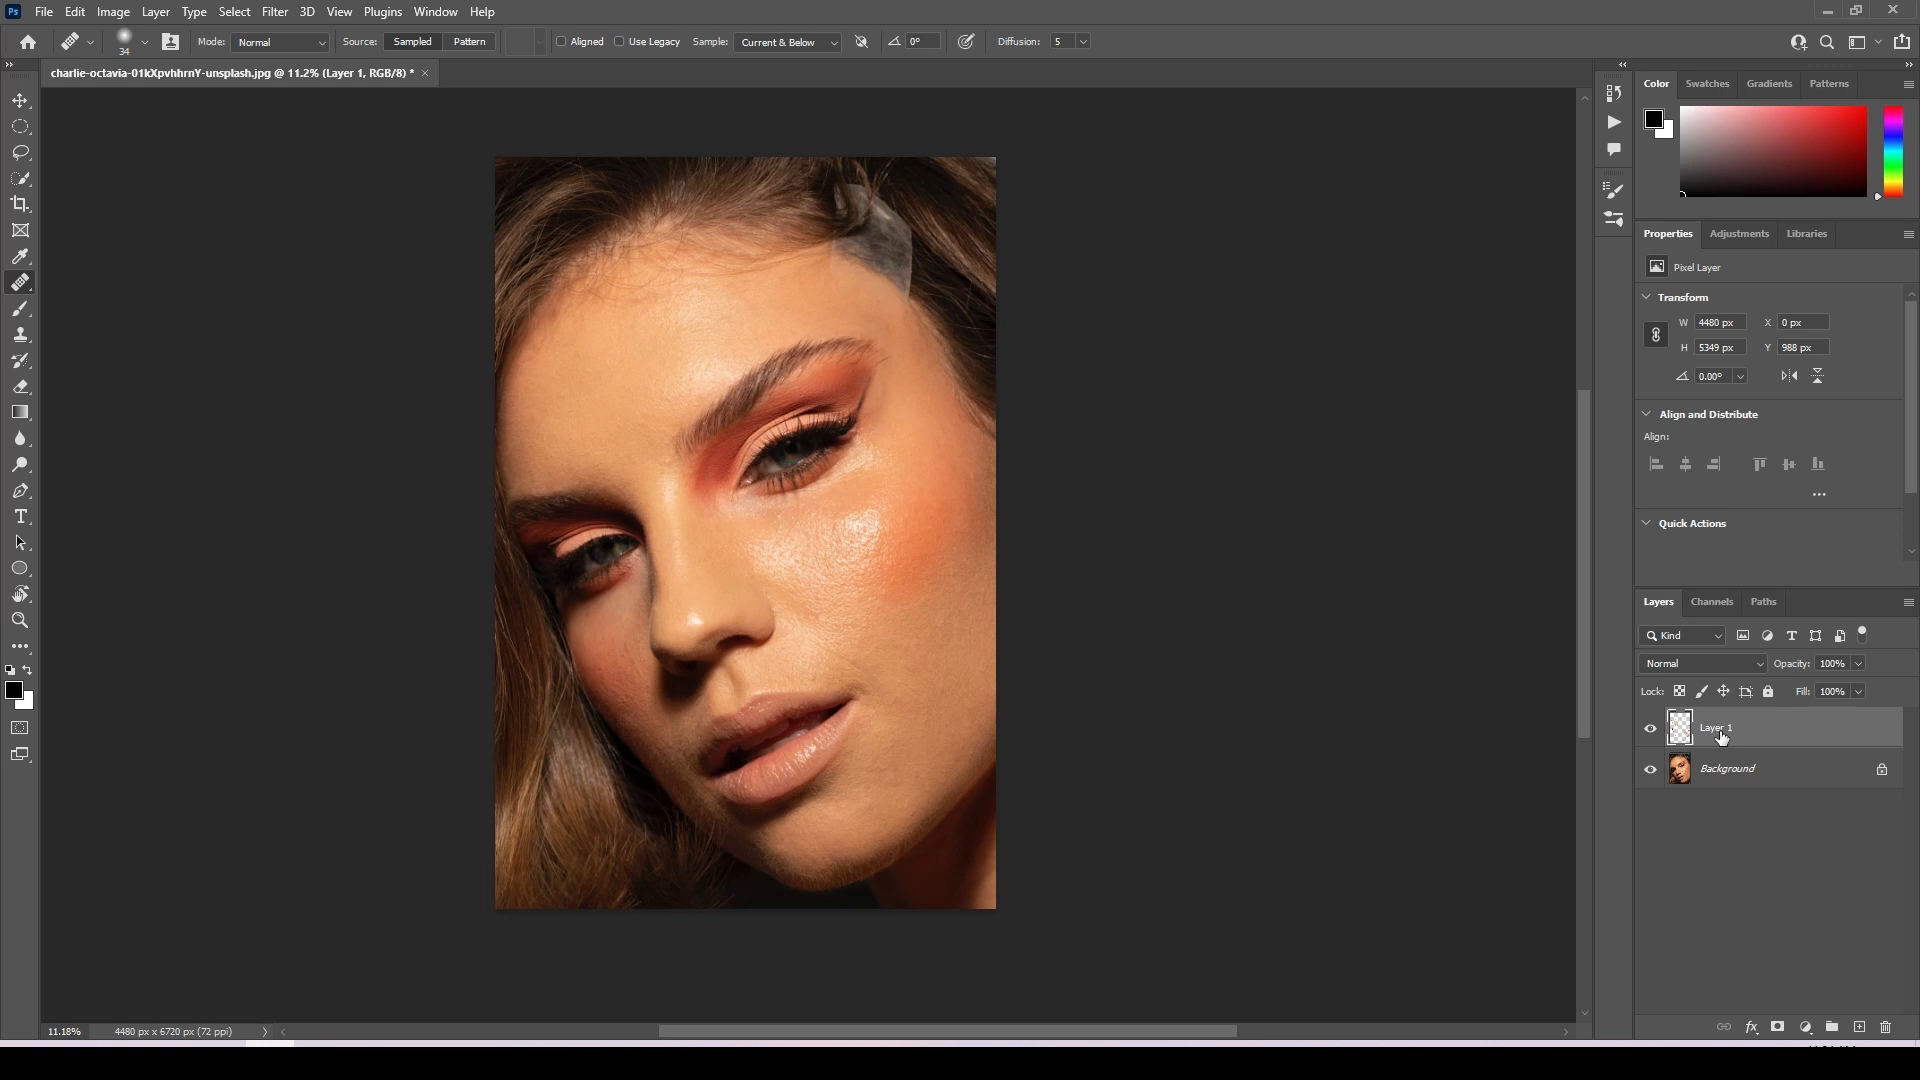 Ps File Edit Image Layer Type Select Filter 3D View Plugins Window Help
34 Mode: Normal Source: Sampled Pattern Aligned Use Legacy Sample: Current & Below 0° Diffusion: 5
charlie-octavia-01kXpvhhrnY-unsplash.jpg @ 11.2% (Layer 1, RGB/8) *
Color Swatches Gradients Patterns
Properties Adjustments Libraries
Pixel Layer
Transform
W 4480 px X 0 px
H 5349 px Y 988 px
0.00°
Align and Distribute
Align:
Quick Actions
Layers Channels Paths
Kind
Normal Opacity: 100%
Lock: Fill: 100%
Layer 1
Background
11.18% 4480 px x 6720 px (72 ppi)